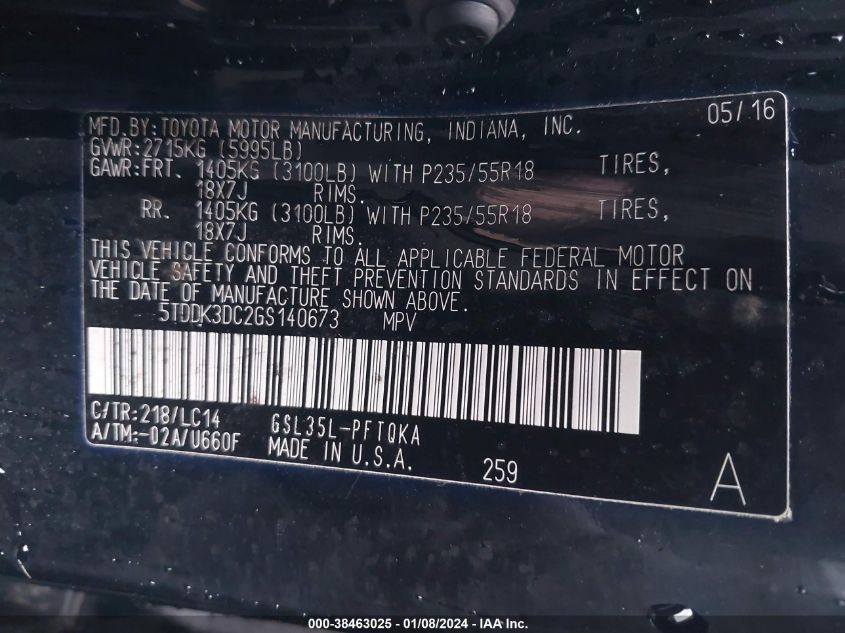 MFD.BY:TOYOTA MOTOR MANUFACTURING, INDIANA, INC. 05/16
GVWR:2715KG (5995LB)
GAWR:FRT. 1405KG (3100LB) WITH P235/55R18 TIRES,
18X7J RIMS.
RR. 1405KG (3100LB) WITH P235/55R18 TIRES,
18X7J RIMS.
THIS VEHICLE CONFORMS TO ALL APPLICABLE FEDERAL MOTOR
VEHICLE SAFETY AND THEFT PREVENTION STANDARDS IN EFFECT ON
THE DATE OF MANUFACTURE SHOWN ABOVE.
5TDDK3DC2GS140673 MPV
C/TR:218/LC14 GSL35L-PFTQKA
A/TM:-02A/U660F MADE IN U.S.A. 259 A
000-38463025 - 01/08/2024 - IAA Inc.